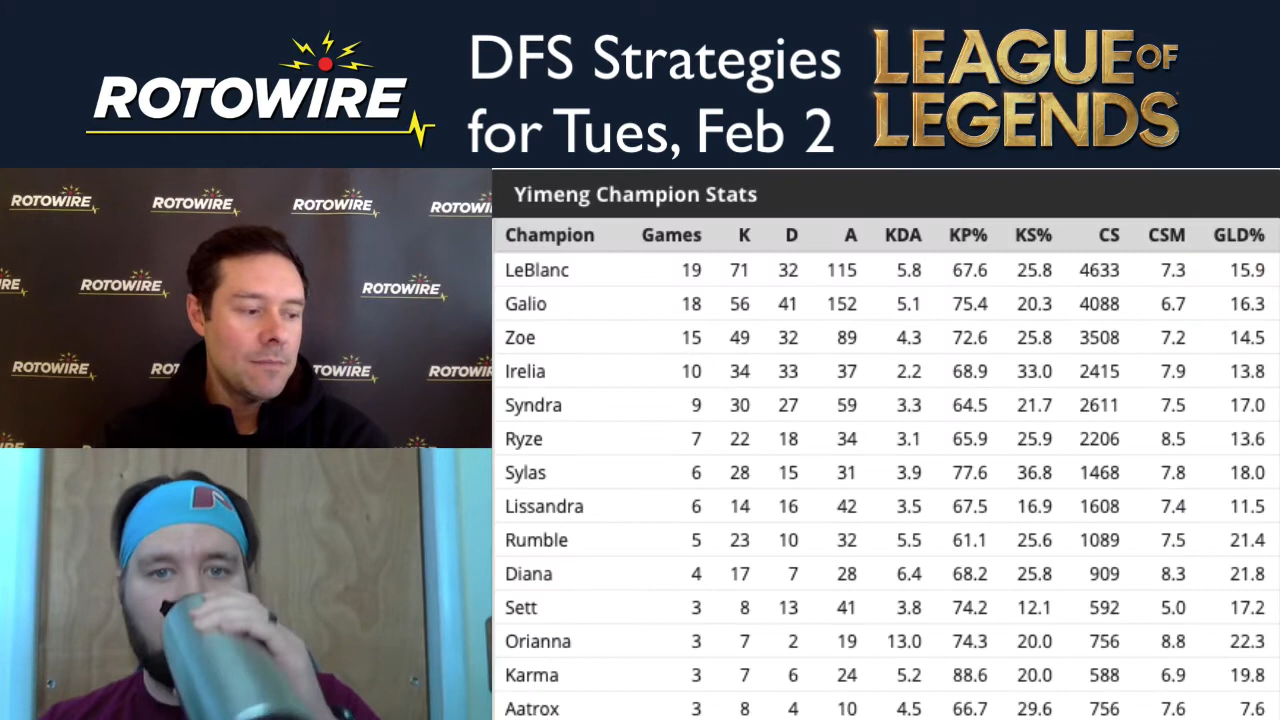 ROTOWIRE
DFS Strategies
for Tues, Feb 2
LEAGUE OF
LEGENDS
ROTOWIRE ROTOWIRE ROTOWIRE ROTOWIR
RE ROTOWIRE ROTOWIRE
ROTOWIRE ROT TOWIRE ROTOWIR
Yimeng Champion Stats
Champion Games K D A KDA KP% KS% CS CSM GLD%
LeBlanc 19 71 32 115 5.8 67.6 25.8 4633 7.3 15.9
Galio 18 56 41 152 5.1 75.4 20.3 4088 6.7 16.3
Zoe 15 49 32 89 4.3 72.6 25.8 3508 7.2 14.5
Irelia 10 34 33 37 2.2 68.9 33.0 2415 7.9 13.8
Syndra 9 30 27 59 3.3 64.5 21.7 2611 7.5 17.0
Ryze 7 22 18 34 3.1 65.9 25.9 2206 8.5 13.6
Sylas 6 28 15 31 3.9 77.6 36.8 1468 7.8 18.0
Lissandra 6 14 16 42 3.5 67.5 16.9 1608 7.4 11.5
Rumble 5 23 10 32 5.5 61.1 25.6 1089 7.5 21.4
Diana 4 17 7 28 6.4 68.2 25.8 909 8.3 21.8
Sett 3 8 13 41 3.8 74.2 12.1 592 5.0 17.2
Orianna 3 7 2 19 13.0 74.3 20.0 756 8.8 22.3
Karma 3 7 6 24 5.2 88.6 20.0 588 6.9 19.8
Aatrox 3 8 4 10 4.5 66.7 29.6 756 7.6 7.6